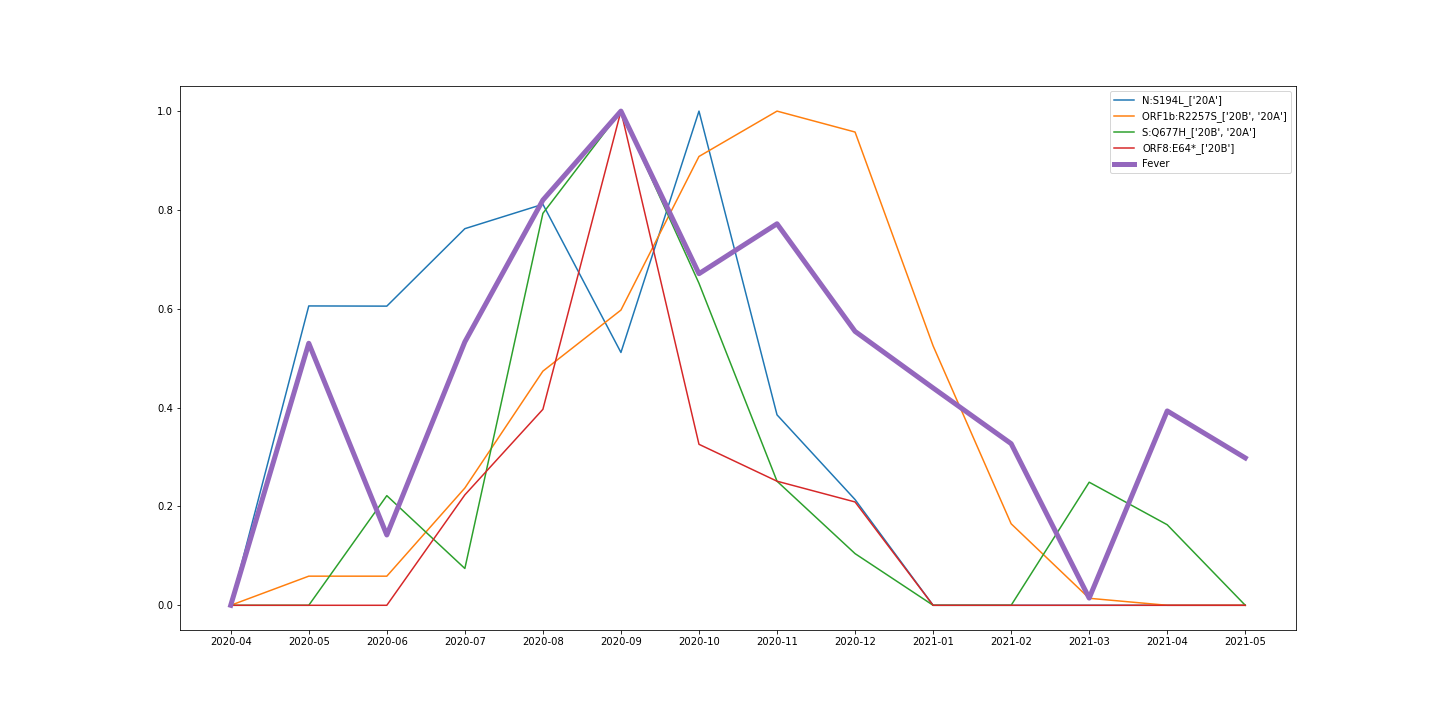 N:S194L_['20A']
ORF1b:R2257S_['20B', '20A']
S:Q677H_['20B', '20A']
ORF8:E64*_['20B']
Fever
1.0
0.8
0.6
0.4
0.2
0.0
2020-04 2020-05 2020-06 2020-07 2020-08 2020-09 2020-10 2020-11 2020-12 2021-01 2021-02 2021-03 2021-04 2021-05